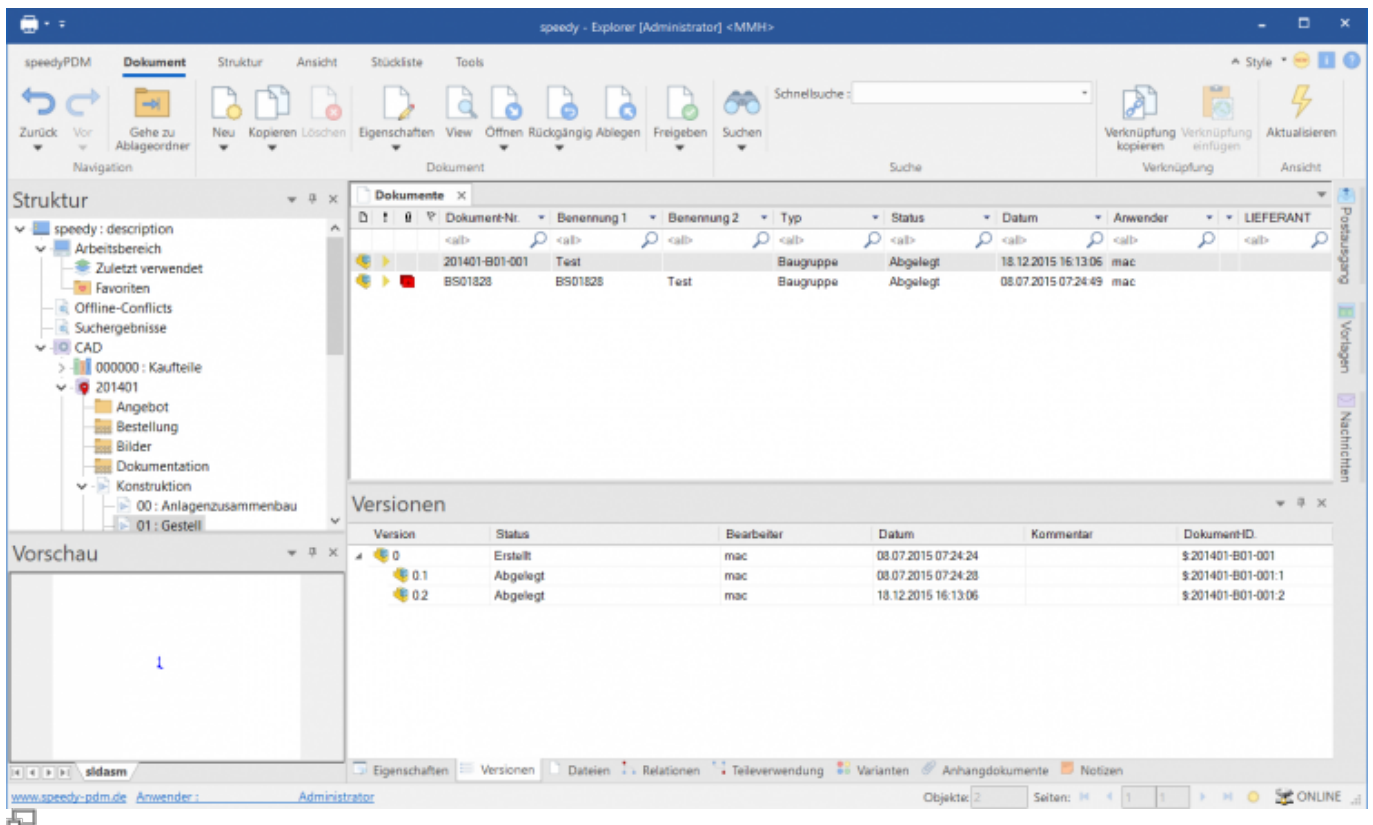 speedy - Explorer [Administrator] <MMH>
speedyPDM Dokument Struktur Ansicht Stückliste Tools Style
Schnellsuche :
Zurück Vor Gehe zu Ablageordner Neu Kopieren Löschen Eigenschaften View Öffnen Rückgängig Ablegen Freigeben Suchen Verknüpfung kopieren Verknüpfung einfügen Aktualisieren
Navigation Dokument Suche Verknüpfung Ansicht
Struktur
speedy : description
Arbeitsbereich
Zuletzt verwendet
Favoriten
Offline-Conflicts
Suchergebnisse
CAD
000000 : Kaufteile
201401
Angebot
Bestellung
Bilder
Dokumentation
Konstruktion
00 : Anlagenzusammenbau
01 : Gestell
Vorschau
sldasm
Dokumente
Dokument-Nr. Benennung 1 Benennung 2 Typ Status Datum Anwender LIEFERANT
<all> <all> <all> <all> <all> <all> <all> <all>
201401-B01-001 Test Baugruppe Abgelegt 18.12.2015 16:13:06 mac
BS01828 BS01828 Test Baugruppe Abgelegt 08.07.2015 07:24:49 mac
Postausgang
Vorlagen
Nachrichten
Versionen
Version Status Bearbeiter Datum Kommentar Dokument-ID.
0 Erstellt mac 08.07.2015 07:24:24 $:201401-B01-001
0.1 Abgelegt mac 08.07.2015 07:24:28 $:201401-B01-001:1
0.2 Abgelegt mac 18.12.2015 16:13:06 $:201401-B01-001:2
Eigenschaften Versionen Dateien Relationen Teileverwendung Varianten Anhangdokumente Notizen
www.speedy-pdm.de Anwender : Administrator Objekte: 2 Seiten: 1 1 ONLINE